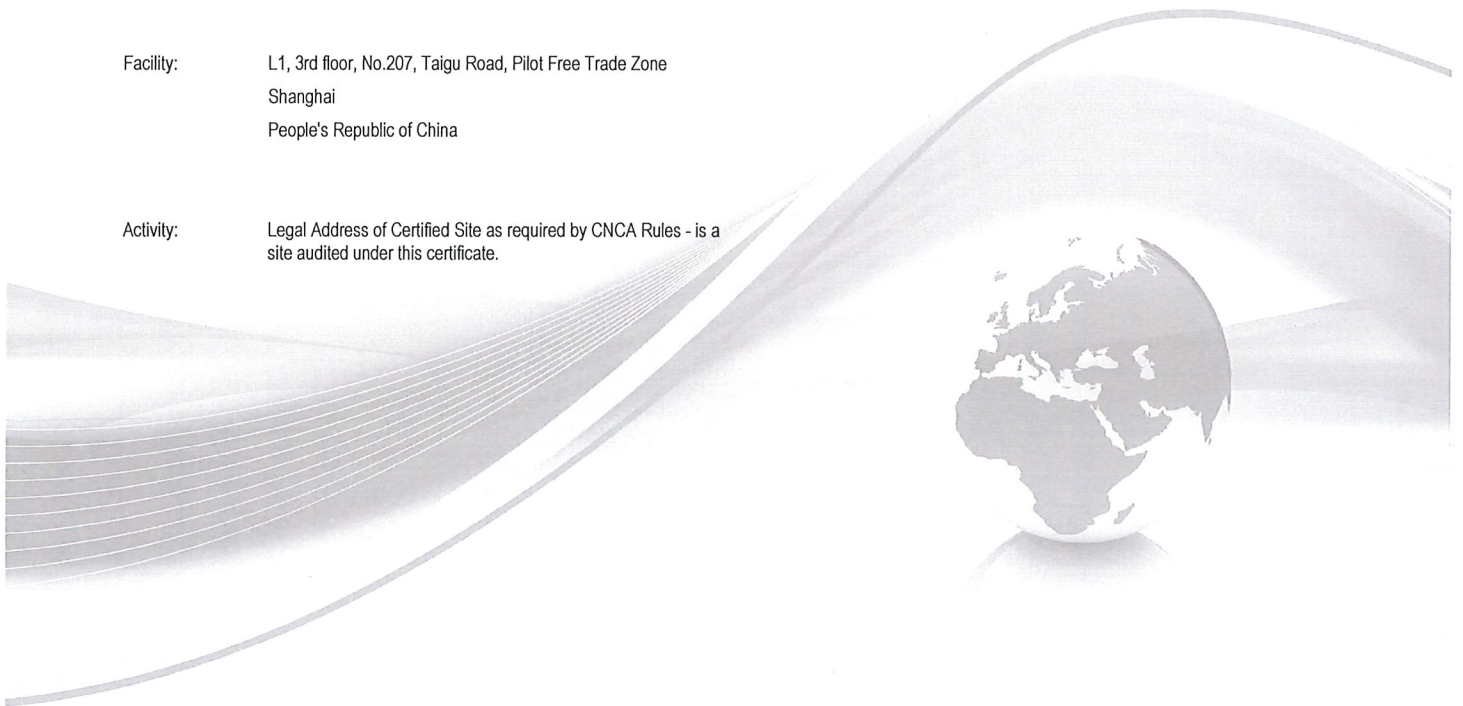 Facility: L1, 3rd floor, No.207, Taigu Road, Pilot Free Trade Zone
Shanghai
People's Republic of China
Activity: Legal Address of Certified Site as required by CNCA Rules - is a
site audited under this certificate.